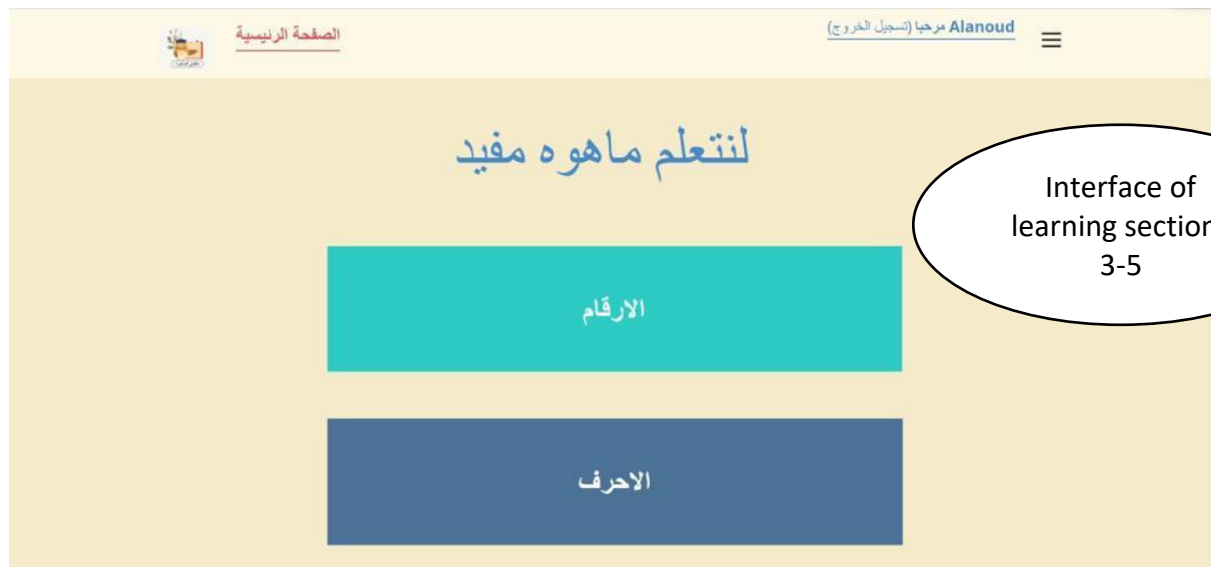 الصفحة الرئيسية
Alanoud مرحبا (تسجيل الخروج)
لنتعلم ماهوه مفيد
Interface of
learning section
3-5
الارقام
الاحرف